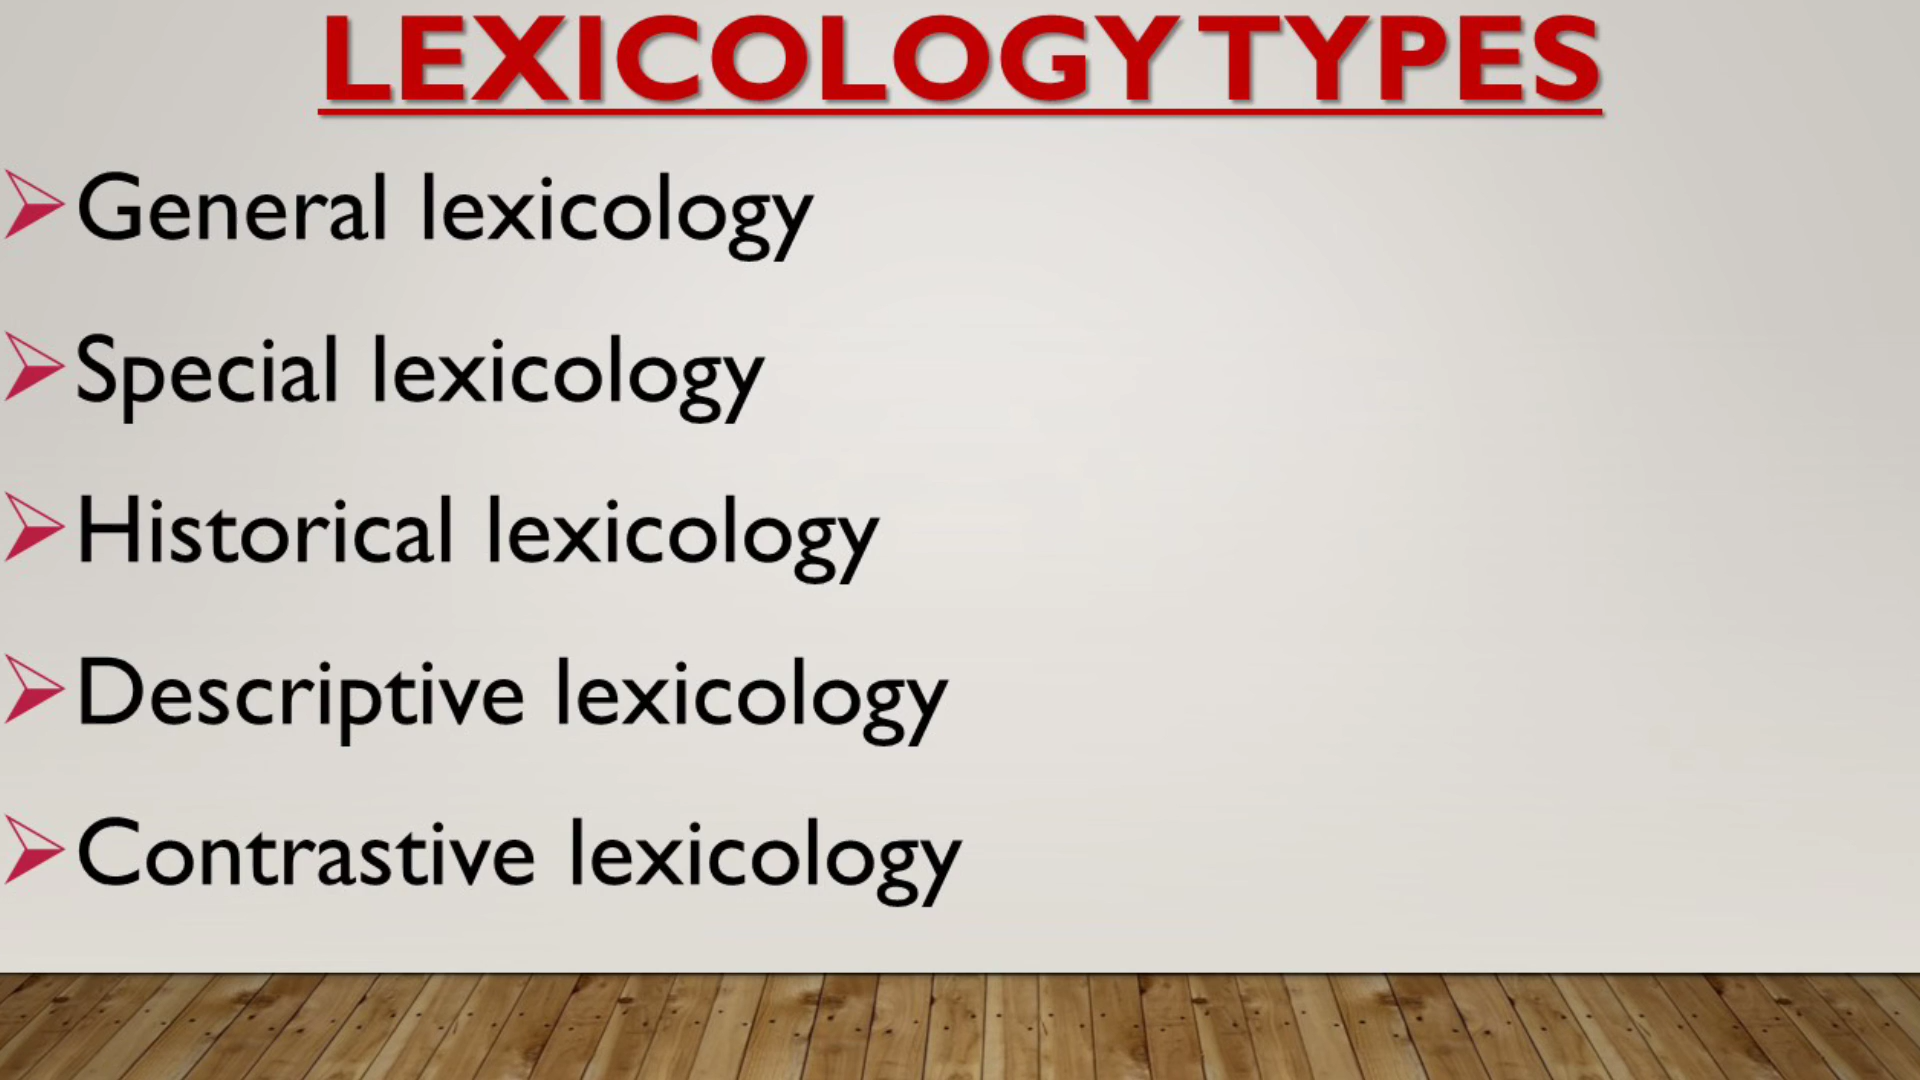 LEXICOLOGY TYPES
General lexicology
Special lexicology
Historical lexicology
Descriptive lexicology
Contrastive lexicology